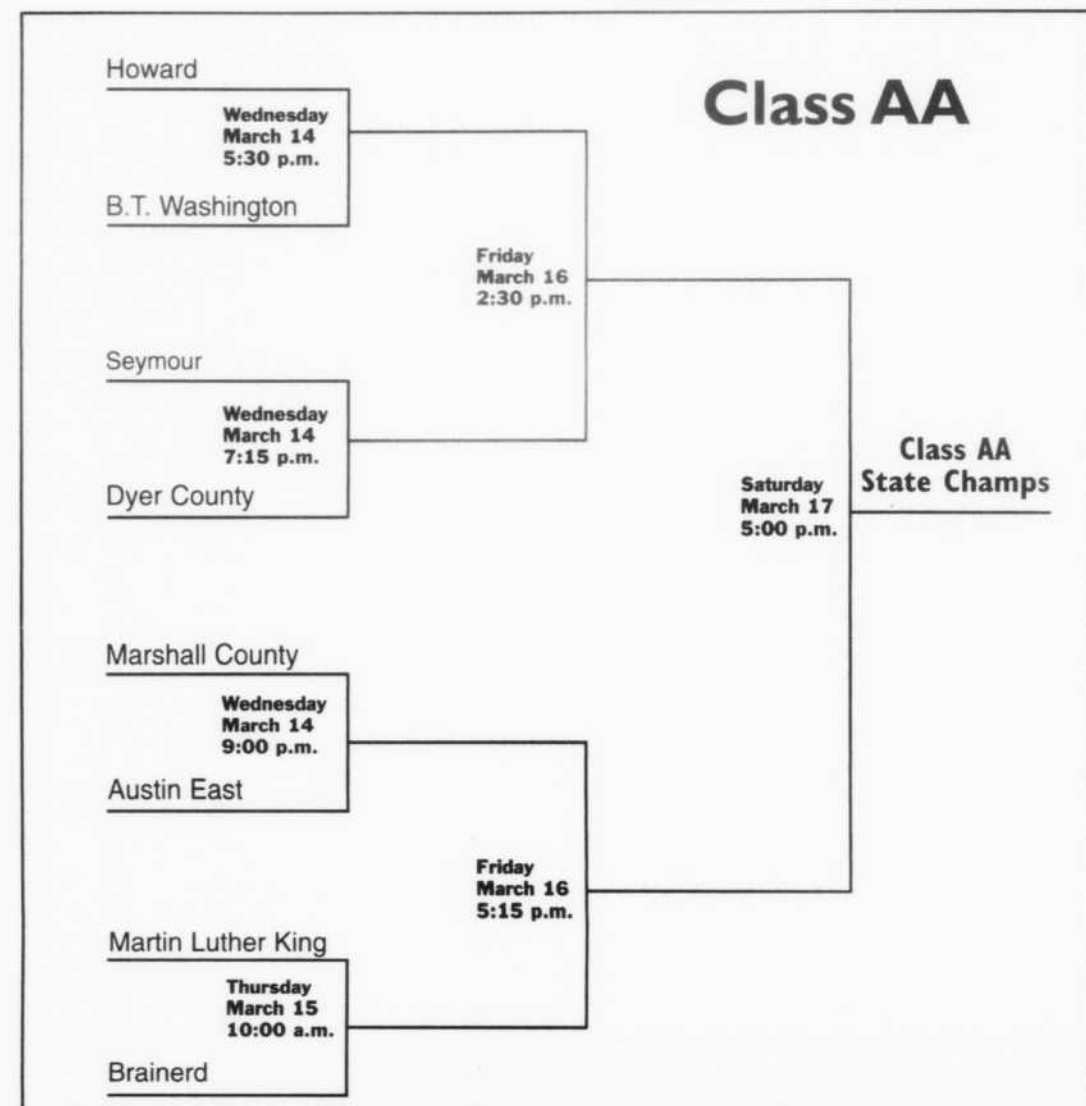 Class AA
Howard
Wednesday
March 14
5:30 p.m.
B.T. Washington
Friday
March 16
2:30 p.m.
Seymour
Wednesday
March 14
7:15 p.m.
Dyer County
Class AA
State Champs
Saturday
March 17
5:00 p.m.
Marshall County
Wednesday
March 14
9:00 p.m.
Austin East
Friday
March 16
5:15 p.m.
Martin Luther King
Thursday
March 15
10:00 a.m.
Brainerd